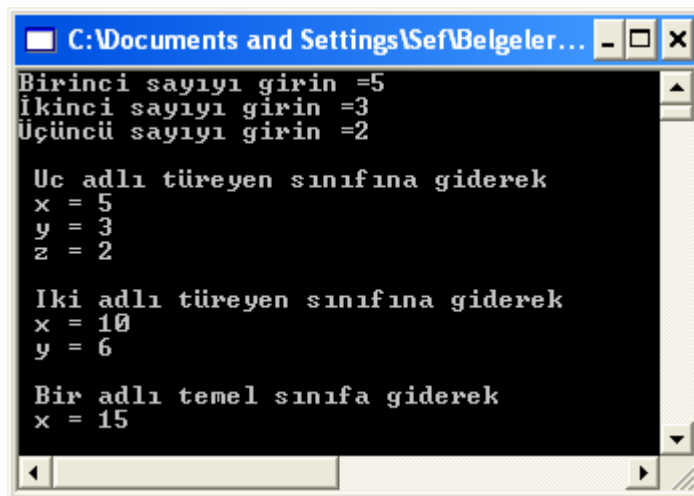 C:\Documents and Settings\Sef\Belgeler...
Birinci sayıyı girin =5
İkinci sayıyı girin =3
Üçüncü sayıyı girin =2
Uc adlı türeyen sınıfına giderek
x = 5
y = 3
z = 2
Iki adlı türeyen sınıfına giderek
x = 10
y = 6
Bir adlı temel sınıfa giderek
x = 15